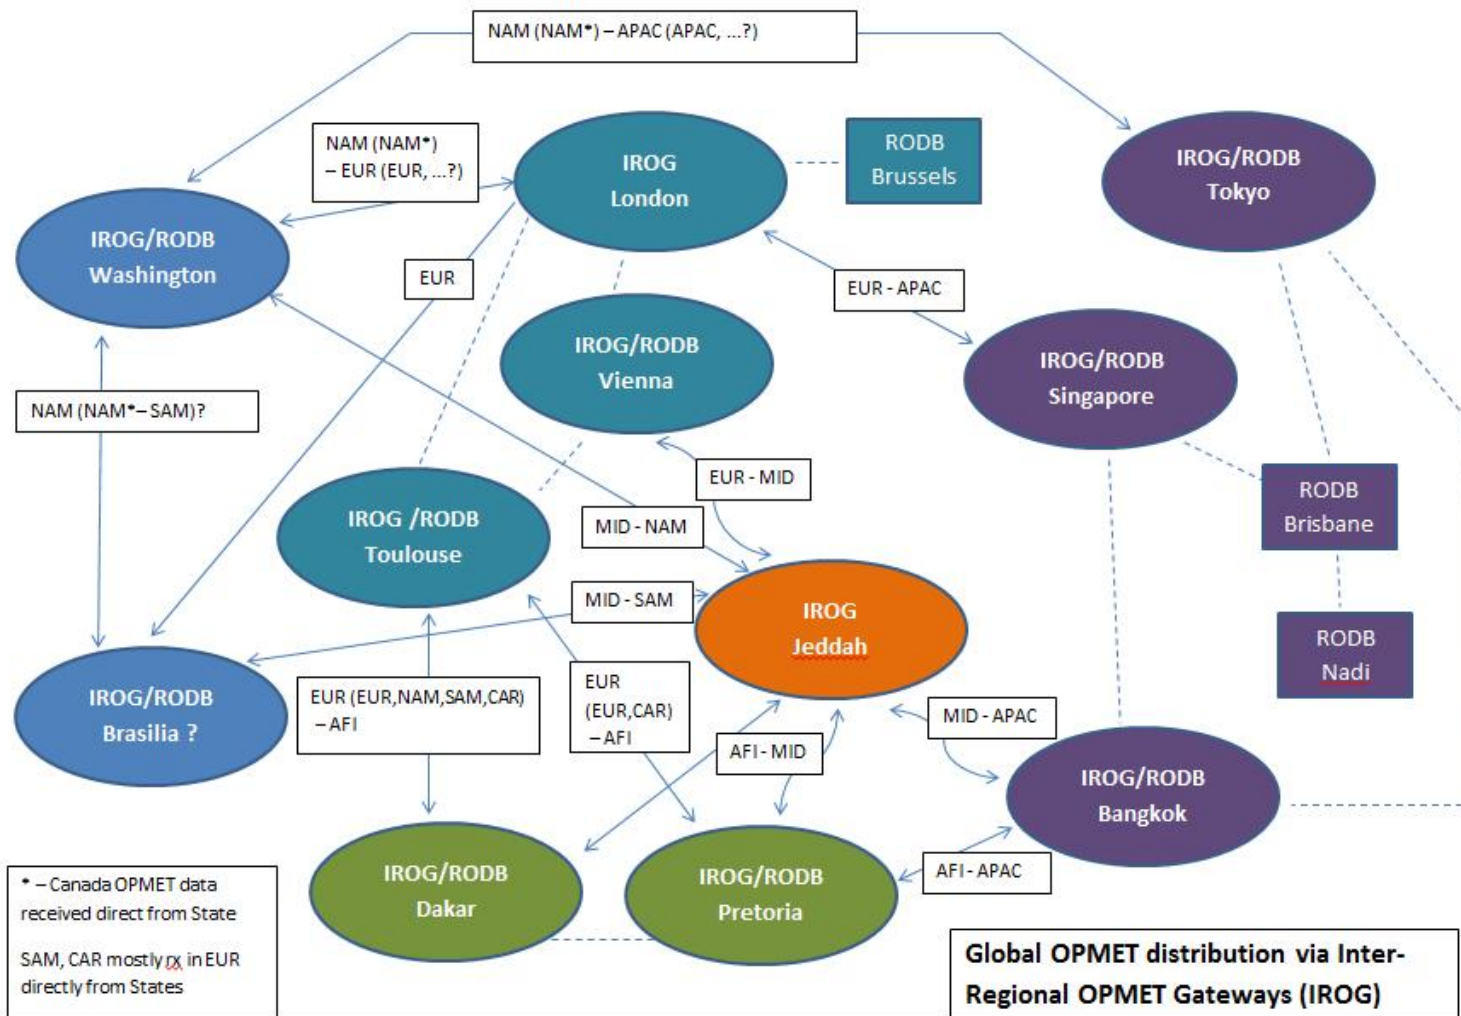 NAM (NAM*) – APAC (APAC, ...?)
NAM (NAM*)
– EUR (EUR, ...?)
IROG
London
RODB
Brussels
IROG/RODB
Tokyo
IROG/RODB
Washington
EUR
EUR - APAC
IROG/RODB
Vienna
IROG/RODB
Singapore
NAM (NAM*– SAM)?
EUR - MID
IROG /RODB
Toulouse
MID - NAM
RODB
Brisbane
MID - SAM
IROG
Jeddah
RODB
Nadi
IROG/RODB
Brasilia ?
EUR (EUR,NAM,SAM,CAR)
– AFI
EUR
(EUR,CAR)
– AFI
AFI - MID
MID - APAC
IROG/RODB
Bangkok
IROG/RODB
Dakar
IROG/RODB
Pretoria
AFI - APAC
* – Canada OPMET data
received direct from State
SAM, CAR mostly rx in EUR
directly from States
Global OPMET distribution via Inter-
Regional OPMET Gateways (IROG)